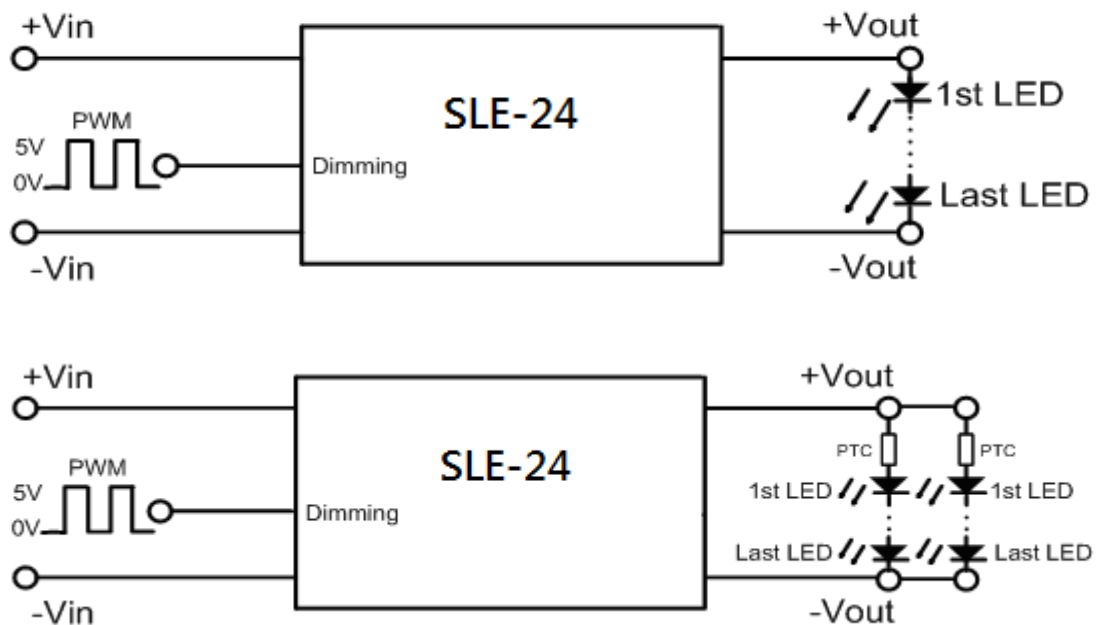 +Vin
+Vout
SLE-24
1st LED
PWM
5V
0V
Dimming
Last LED
-Vin
-Vout
+Vin
+Vout
PTC
PTC
SLE-24
PWM
5V
0V
Dimming
1st LED
1st LED
Last LED
Last LED
-Vin
-Vout